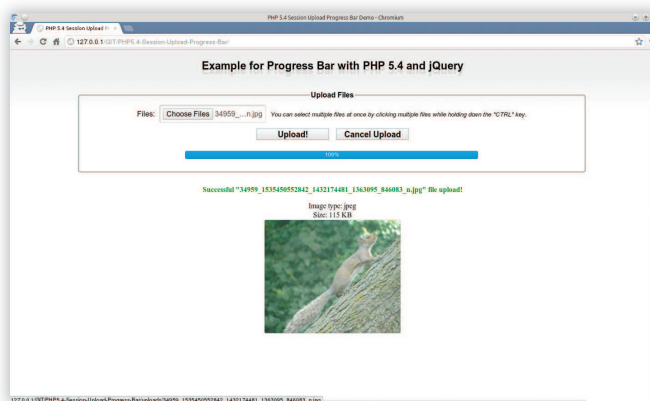 PHP 5.4 Session Upload Progress Bar Demo - Chromium
PHP 5.4 Session Upload Pr
127.0.0.1/GIT/PHP5.4-Session-Upload-Progress-Bar/
Example for Progress Bar with PHP 5.4 and jQuery
Upload Files
Files: Choose Files 34959_...n.jpg You can select multiple files at once by clicking multiple files while holding down the "CTRL" key.
Upload! Cancel Upload
100%
Successful "34959_1535450552842_1432174481_1363095_846083_n.jpg" file upload!
Image type: jpeg
Size: 115 KB
127.0.0.1/GIT/PHP5.4-Session-Upload-Progress-Bar/uploads/34959_1535450552842_1432174481_1363095_846083_n.jpg